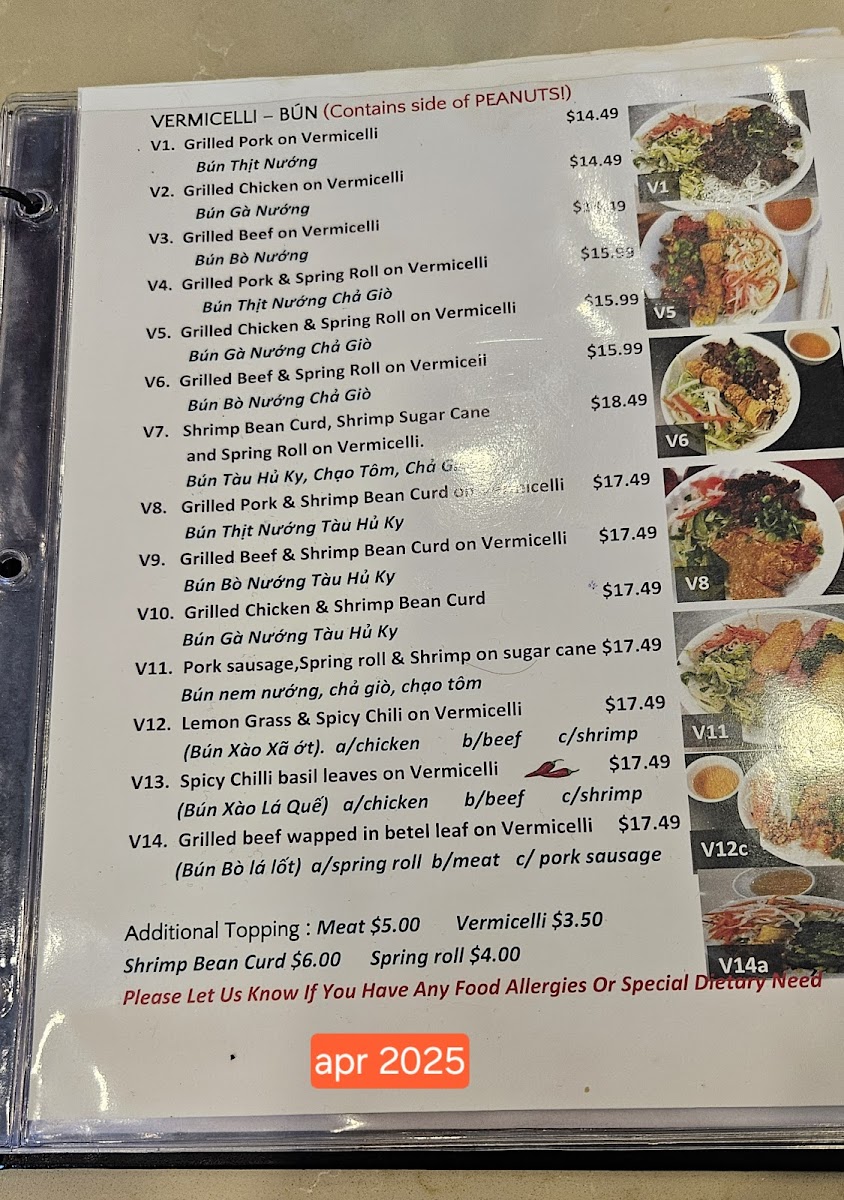 VERMICELLI – BÚN (Contains side of PEANUTS!)
V1. Grilled Pork on Vermicelli $14.49
Bún Thịt Nướng
V2. Grilled Chicken on Vermicelli $14.49
Bún Gà Nướng
V3. Grilled Beef on Vermicelli
Bún Bò Nướng
V4. Grilled Pork & Spring Roll on Vermicelli $15.99
Bún Thịt Nướng Chả Giò
V5. Grilled Chicken & Spring Roll on Vermicelli $15.99
Bún Gà Nướng Chả Giò
V6. Grilled Beef & Spring Roll on Vermiceii $15.99
Bún Bò Nướng Chả Giò
V7. Shrimp Bean Curd, Shrimp Sugar Cane $18.49
and Spring Roll on Vermicelli.
Bún Tàu Hủ Ky, Chạo Tôm, Chả
V8. Grilled Pork & Shrimp Bean Curd on Vermicelli $17.49
Bún Thịt Nướng Tàu Hủ Ky
V9. Grilled Beef & Shrimp Bean Curd on Vermicelli $17.49
Bún Bò Nướng Tàu Hủ Ky
V10. Grilled Chicken & Shrimp Bean Curd $17.49
Bún Gà Nướng Tàu Hủ Ky
V11. Pork sausage,Spring roll & Shrimp on sugar cane $17.49
Bún nem nướng, chả giò, chạo tôm
V12. Lemon Grass & Spicy Chili on Vermicelli $17.49
(Bún Xào Xã ớt). a/chicken b/beef c/shrimp
V13. Spicy Chilli basil leaves on Vermicelli $17.49
(Bún Xào Lá Quế) a/chicken b/beef c/shrimp
V14. Grilled beef wapped in betel leaf on Vermicelli $17.49
(Bún Bò lá lốt) a/spring roll b/meat c/ pork sausage
Additional Topping : Meat $5.00 Vermicelli $3.50
Shrimp Bean Curd $6.00 Spring roll $4.00
Please Let Us Know If You Have Any Food Allergies Or Special Dietary Need
V1
V5
V6
V8
V11
V12c
V14a
apr 2025